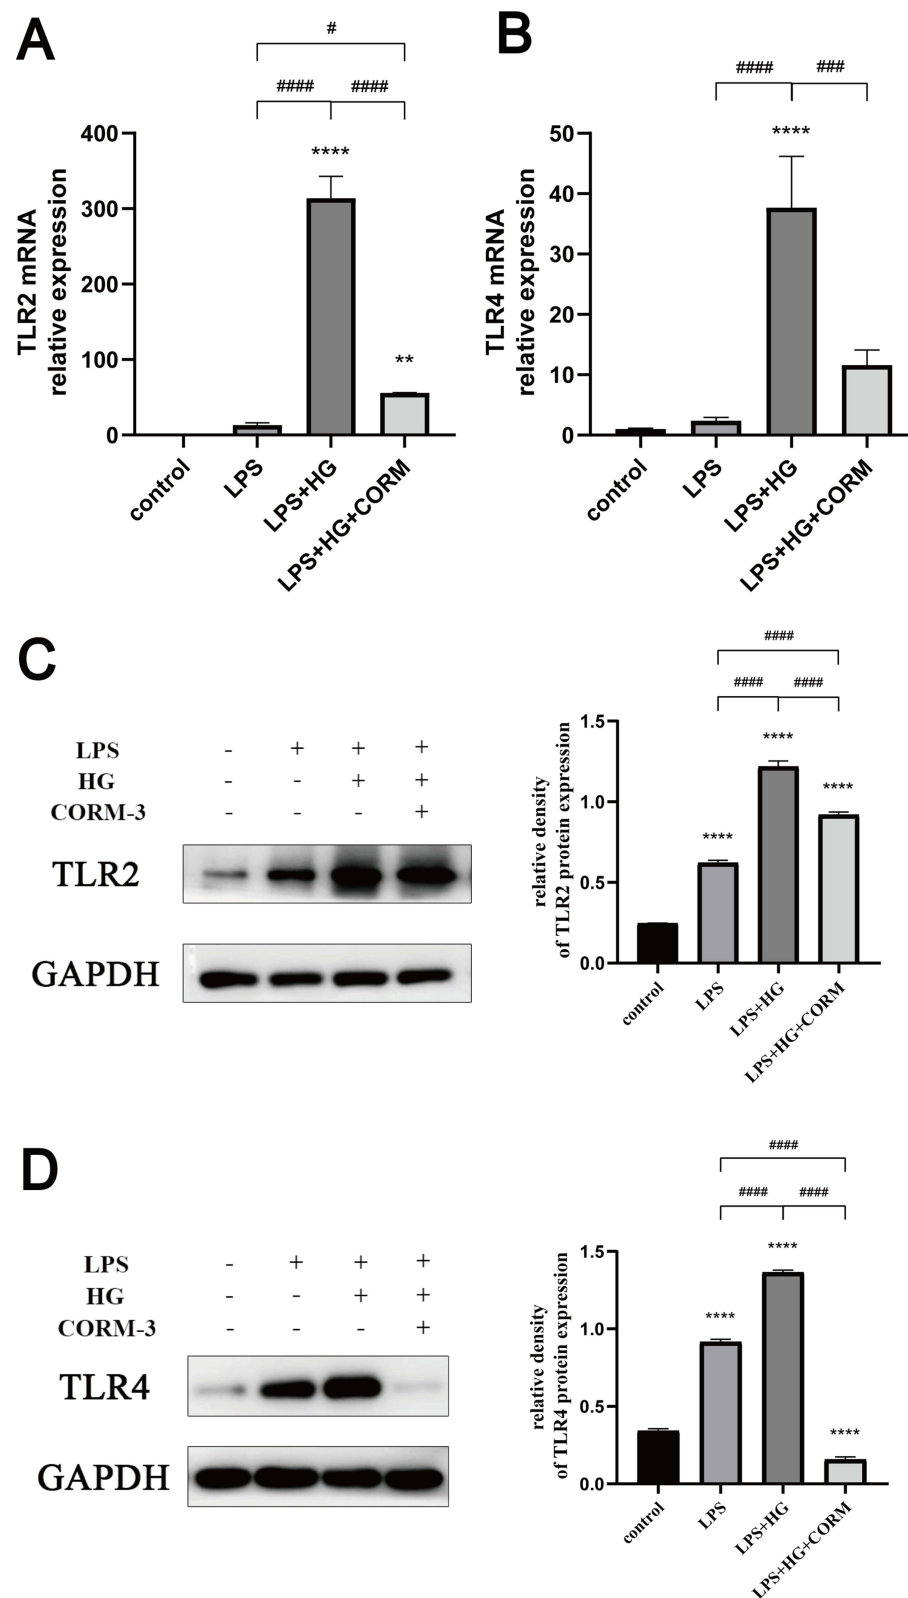 A
#
#### ####
400
300
200
100
0
TLR2 mRNA
relative expression
****
**
control
LPS
LPS+HG
LPS+HG+CORM
B
#### ###
50
40
30
20
10
0
TLR4 mRNA
relative expression
****
control
LPS
LPS+HG
LPS+HG+CORM
C
LPS - + + +
HG - - + +
CORM-3 - - - +
TLR2
GAPDH
####
#### ####
1.5
1.0
0.5
0.0
relative density
of TLR2 protein expression
****
****
****
control
LPS
LPS+HG
LPS+HG+CORM
D
LPS - + + +
HG - - + +
CORM-3 - - - +
TLR4
GAPDH
####
#### ####
1.5
1.0
0.5
0.0
relative density
of TLR4 protein expression
****
****
****
control
LPS
LPS+HG
LPS+HG+CORM